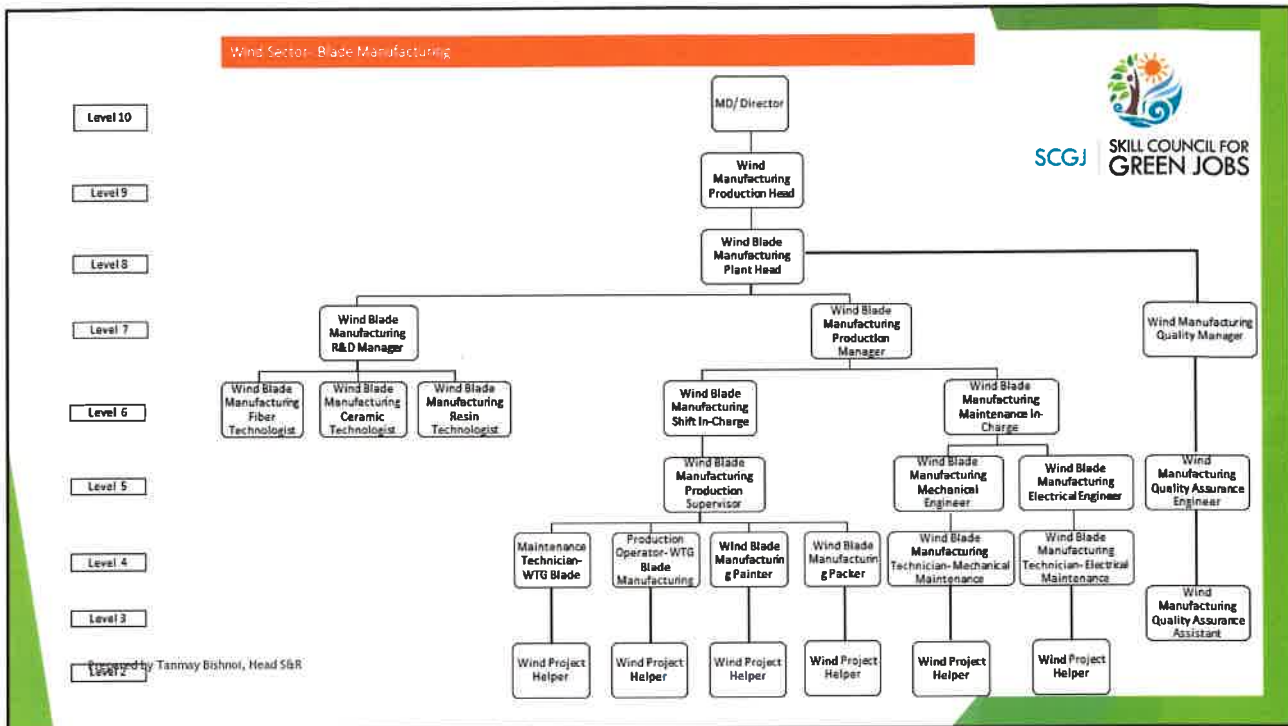 Wind Sector- Blade Manufacturing
SCGJ
SKILL COUNCIL FOR
GREEN JOBS
Level 10
MD/ Director
Level 9
Wind
Manufacturing
Production Head
Level 8
Wind Blade
Manufacturing
Plant Head
Level 7
Wind Blade
Manufacturing
R&D Manager
Wind Blade
Manufacturing
Production
Manager
Wind Manufacturing
Quality Manager
Level 6
Wind Blade
Manufacturing
Fiber
Technologist
Wind Blade
Manufacturing
Ceramic
Technologist
Wind Blade
Manufacturing
Resin
Technologist
Wind Blade
Manufacturing
Shift In-Charge
Wind Blade
Manufacturing
Maintenance In-
Charge
Level 5
Wind Blade
Manufacturing
Production
Supervisor
Wind Blade
Manufacturing
Mechanical
Engineer
Wind Blade
Manufacturing
Electrical Engineer
Wind
Manufacturing
Quality Assurance
Engineer
Level 4
Maintenance
Technician-
WTG Blade
Production
Operator- WTG
Blade
Manufacturing
Wind Blade
Manufacturin
g Painter
Wind Blade
Manufacturin
g Packer
Wind Blade
Manufacturing
Technician- Mechanical
Maintenance
Wind Blade
Manufacturing
Technician- Electrical
Maintenance
Level 3
Wind
Manufacturing
Quality Assurance
Assistant
Prepared by Tanmay Bishnoi, Head S&R
Level 2
Wind Project
Helper
Wind Project
Helper
Wind Project
Helper
Wind Project
Helper
Wind Project
Helper
Wind Project
Helper